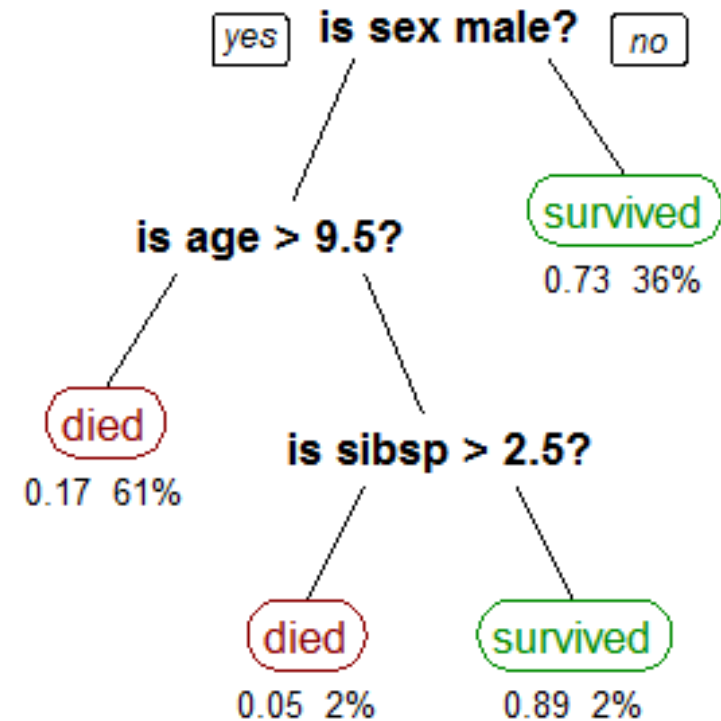 yes is sex male? no
survived
is age > 9.5?
0.73 36%
died
is sibsp > 2.5?
0.17 61%
died survived
0.05 2% 0.89 2%